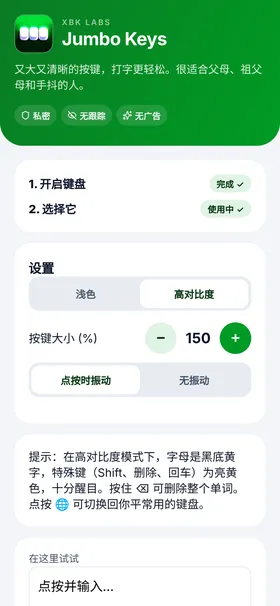 XBK LABS
Jumbo Keys
又大又清晰的按键，打字更轻松。很适合父母、祖父
母和手抖的人。
私密 无跟踪 无广告
1. 开启键盘 完成 ✓
2. 选择它 使用中 ✓
设置
浅色 高对比度
按键大小 (%) − 150 +
点按时振动 无振动
提示：在高对比度模式下，字母是黑底黄
字，特殊键（Shift、删除、回车）为亮黄
色，十分醒目。按住 ⌫ 可删除整个单词。
点按 🌐 可切换回你平常用的键盘。
在这里试试
点按并输入...